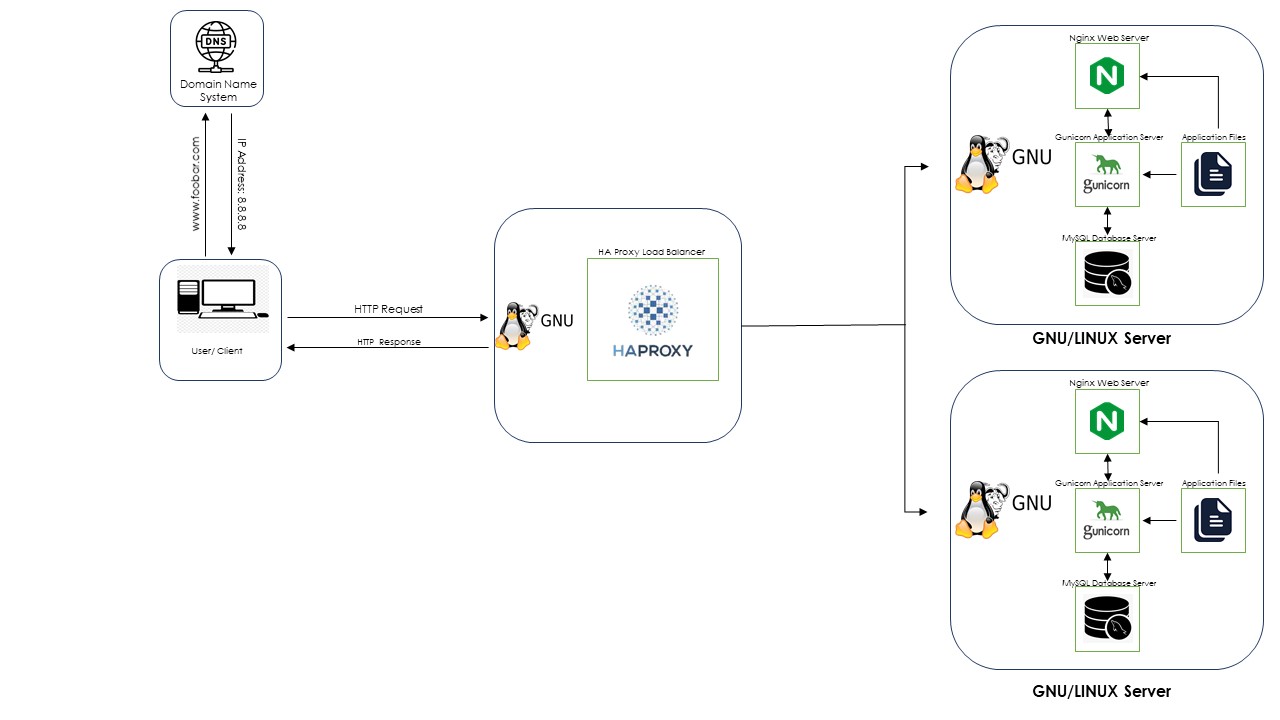 DNS
Domain Name
System
www.foobar.com
IP Address: 8.8.8.8
User/ Client
HTTP Request
HTTP Response
HA Proxy Load Balancer
GNU
HAPROXY
Nginx Web Server
N
GNU
Gunicorn Application Server
Application Files
gunicorn
MySQL Database Server
GNU/LINUX Server
Nginx Web Server
N
GNU
Gunicorn Application Server
Application Files
gunicorn
MySQL Database Server
GNU/LINUX Server